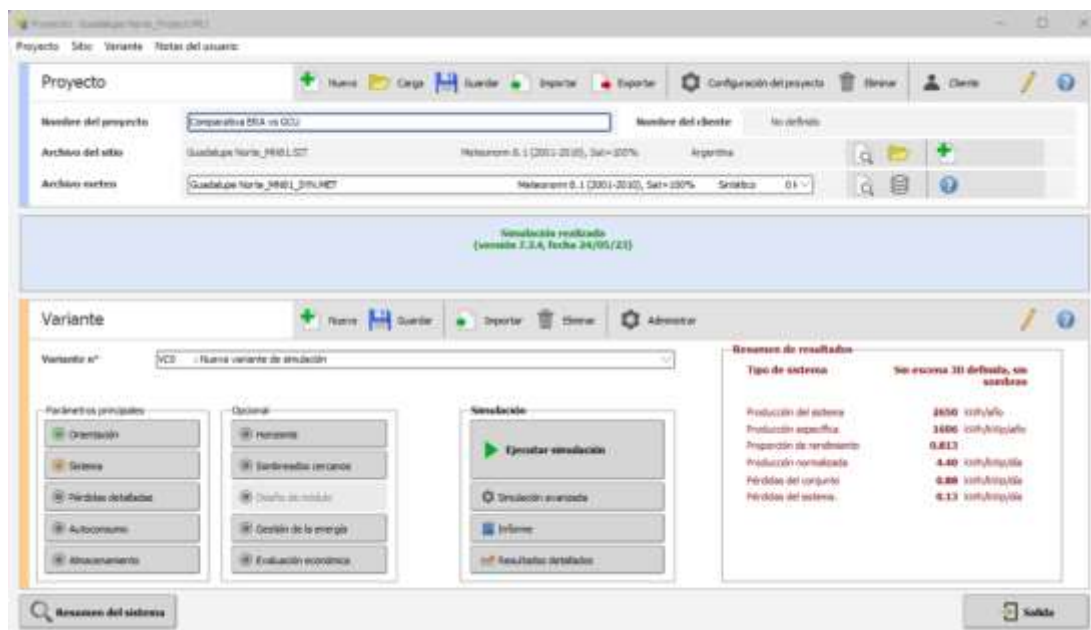 Proyecto: Guadalupe Norte_Project.PRJ
Proyecto Sitio Variante Notas del usuario
Proyecto Nuevo Carga Guardar Importar Exportar Configuración del proyecto Eliminar Cliente
Nombre del proyecto Comparativa Nombre del cliente No definido
Archivo del sitio Guadalupe Norte_MN81.SIT Meteonorm 8.1 (2001-2010), Sat=100% Argentina
Archivo meteo Guadalupe Norte_MN81_SYN.MET Meteonorm 8.1 (2001-2010), Sat=100% Sintético
Simulación realizada
(versión 7.3.4, fecha 24/05/23)
Variante Nuevo Guardar Importar Eliminar Administrar
Variante n° VC0 : Nueva variante de simulación
Resumen de resultados
Tipo de sistema Sin escena 3D definida, sin sombras
Parámetros principales Opcional Simulación
Orientación Horizonte Ejecutar simulación
Sistema Sombreados cercanos
Pérdidas detalladas Diseño de módulo Simulación avanzada
Autoconsumo Gestión de la energía Informe
Almacenamiento Evaluación económica Resultados detallados
Producción del sistema 2650 kWh/año
Producción específica 1606 kWh/kWp/año
Proporción de rendimiento 0.813
Producción normalizada 4.40 kWh/kWp/día
Pérdidas del conjunto 0.88 kWh/kWp/día
Pérdidas del sistema 0.13 kWh/kWp/día
Resumen del sistema Salida